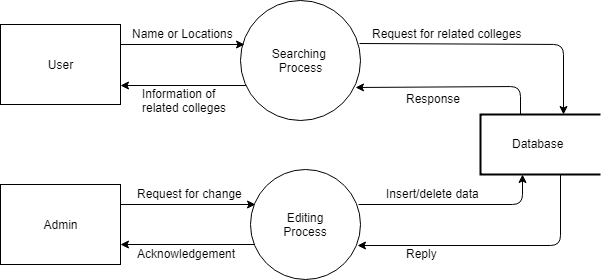 Name or Locations
Request for related colleges
User
Searching
Process
Information of
related colleges
Response
Database
Request for change
Insert/delete data
Admin
Editing
Process
Acknowledgement
Reply